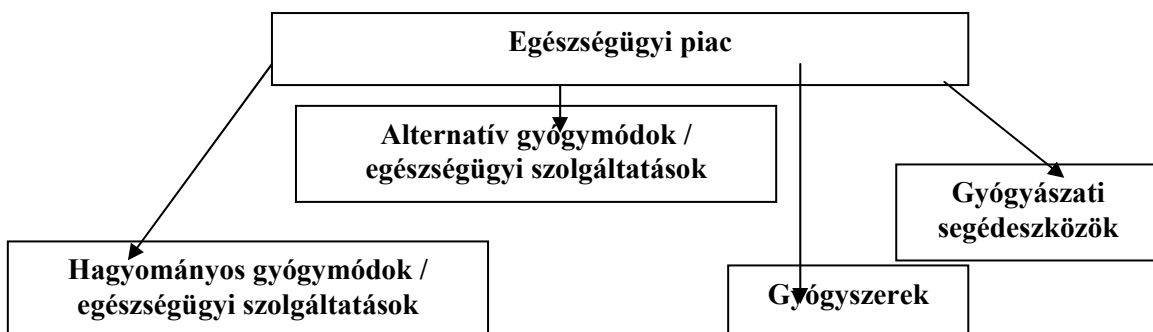 Egészségügyi piac
Alternatív gyógymódok /
egészségügyi szolgáltatások
Gyógyászati
segédeszközök
Hagyományos gyógymódok /
egészségügyi szolgáltatások
Gyógyszerek